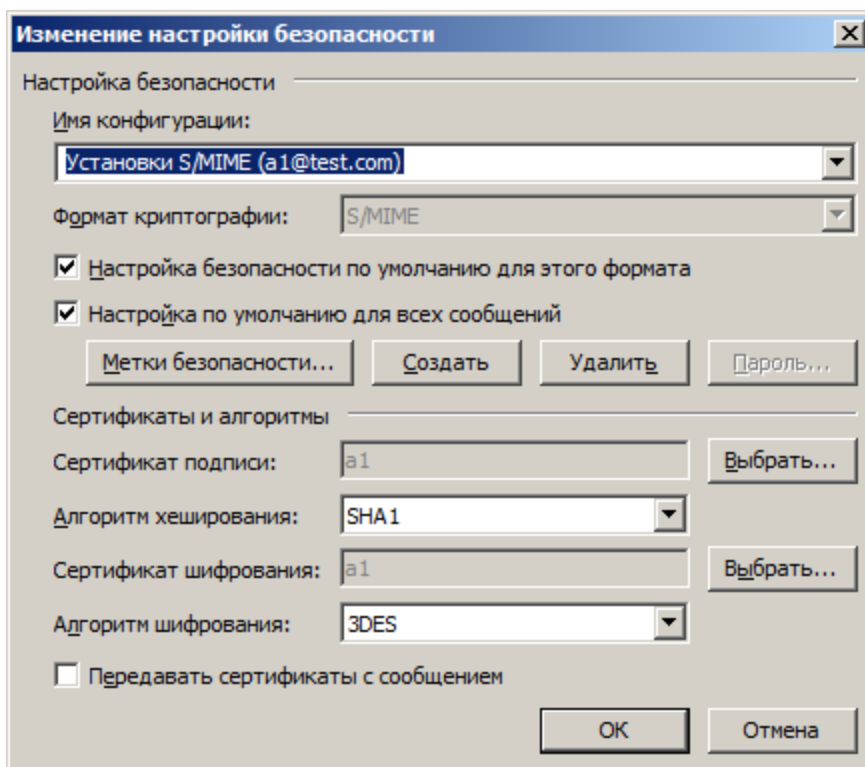 Изменение настройки безопасности
Настройка безопасности
Имя конфигурации:
Установки S/MIME (a1@test.com)
Формат криптографии: S/MIME
Настройка безопасности по умолчанию для этого формата
Настройка по умолчанию для всех сообщений
Метки безопасности... Создать Удалить Пароль...
Сертификаты и алгоритмы
Сертификат подписи: a1 Выбрать...
Алгоритм хеширования: SHA1
Сертификат шифрования: a1 Выбрать...
Алгоритм шифрования: 3DES
Передавать сертификаты с сообщением
ОК Отмена